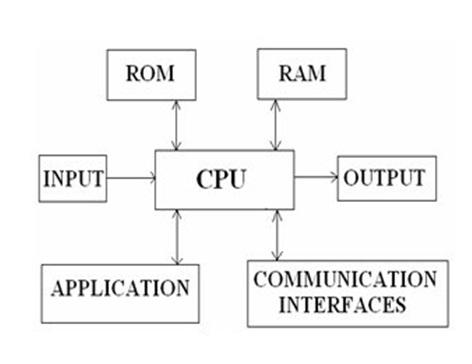 ROM
RAM
INPUT
CPU
OUTPUT
APPLICATION
COMMUNICATION
INTERFACES